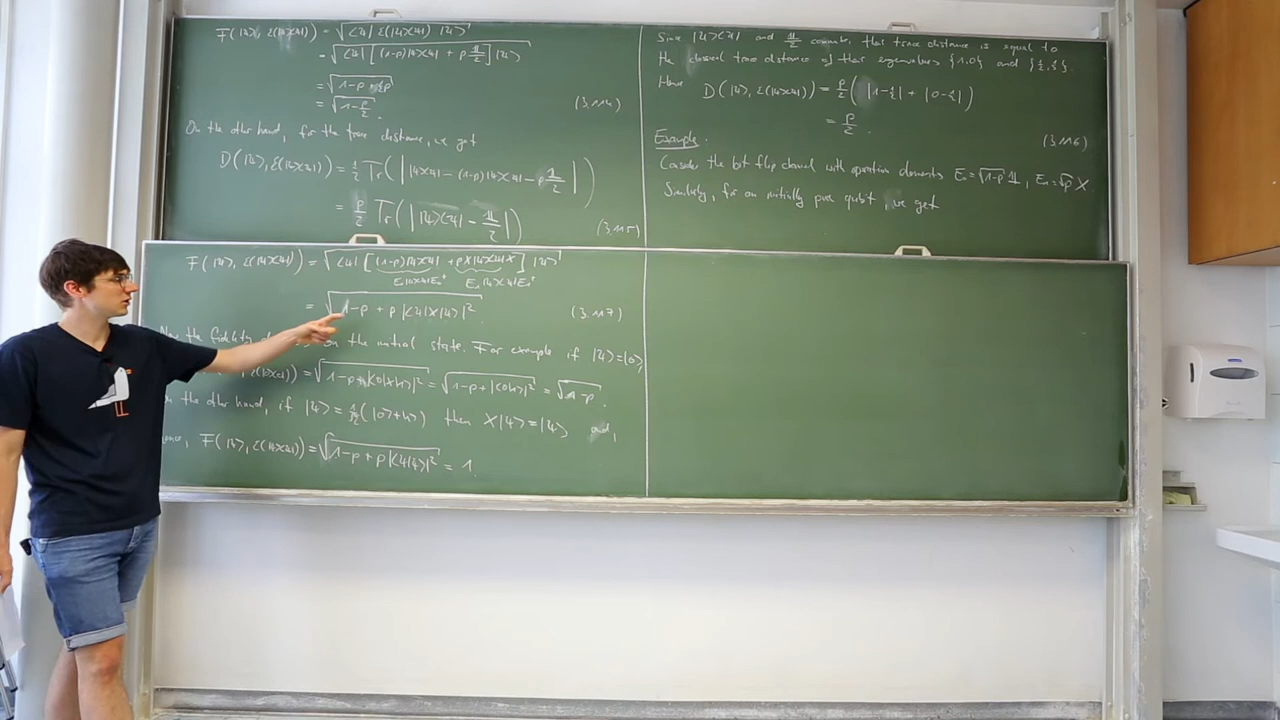 F(|ψ⟩, ε(|ψ⟩⟨ψ|)) = √(⟨ψ| ε(|ψ⟩⟨ψ|) |ψ⟩)
= √(⟨ψ| [(1-p)|ψ⟩⟨ψ| + p 𝟙/2] |ψ⟩)
= √(1-p + ½p)
= √(1-p/2). (3.114)
On the other hand, for the trace distance, we get
D(|ψ⟩, ε(|ψ⟩⟨ψ|)) = ½ Tr(| |ψ⟩⟨ψ| - (1-p)|ψ⟩⟨ψ| - p 𝟙/2 |)
= p/2 Tr(| |ψ⟩⟨ψ| - 𝟙/2 |) (3.115)
Since |ψ⟩⟨ψ| and 𝟙/2 commute, this trace distance is equal to
the classical trace distance of their eigenvalues {1,0} and {½,½}.
Hence D(|ψ⟩, ε(|ψ⟩⟨ψ|)) = p/2 (|1-½| + |0-½|)
= p/2. (3.116)
Example.
Consider the bit flip channel with operation elements E₀=√(1-p) 𝟙, E₁=√p X
Similarly, for an initially pure qubit, we get
F(|ψ⟩, ε(|ψ⟩⟨ψ|)) = √(⟨ψ| [(1-p)|ψ⟩⟨ψ| + pX|ψ⟩⟨ψ|X] |ψ⟩)
E₀|ψ⟩⟨ψ|E₀† E₁|ψ⟩⟨ψ|E₁†
= √(1-p + p |⟨ψ|X|ψ⟩|²). (3.117)
the fidelity on the initial state. For example if |ψ⟩=|0⟩
= √(1-p+p|⟨0|X|0⟩|²) = √(1-p+|⟨0|1⟩|²) = √(1-p).
the other hand, if |ψ⟩ = 1/√2 (|0⟩+|1⟩) then X|ψ⟩=|ψ⟩ and,
F(|ψ⟩, ε(|ψ⟩⟨ψ|)) = √(1-p + p|⟨ψ|ψ⟩|²) = 1.